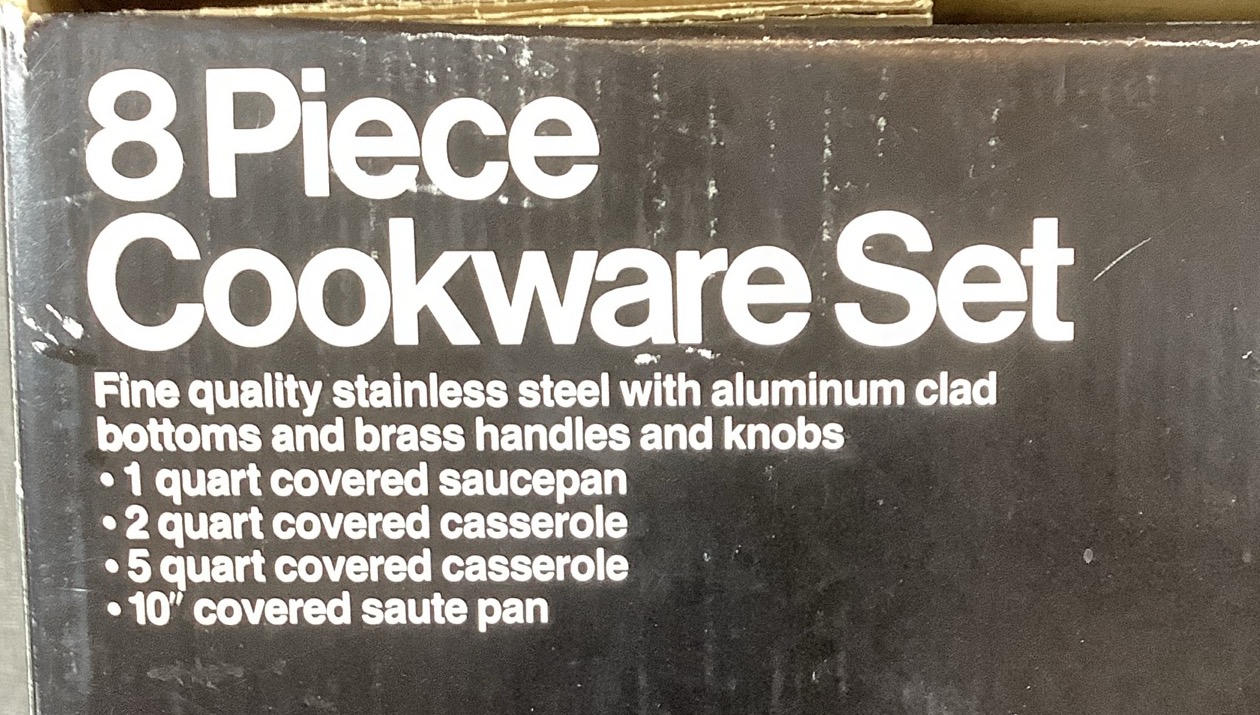 8 Piece
Cookware Set
Fine quality stainless steel with aluminum clad
bottoms and brass handles and knobs
• 1 quart covered saucepan
• 2 quart covered casserole
• 5 quart covered casserole
• 10" covered saute pan